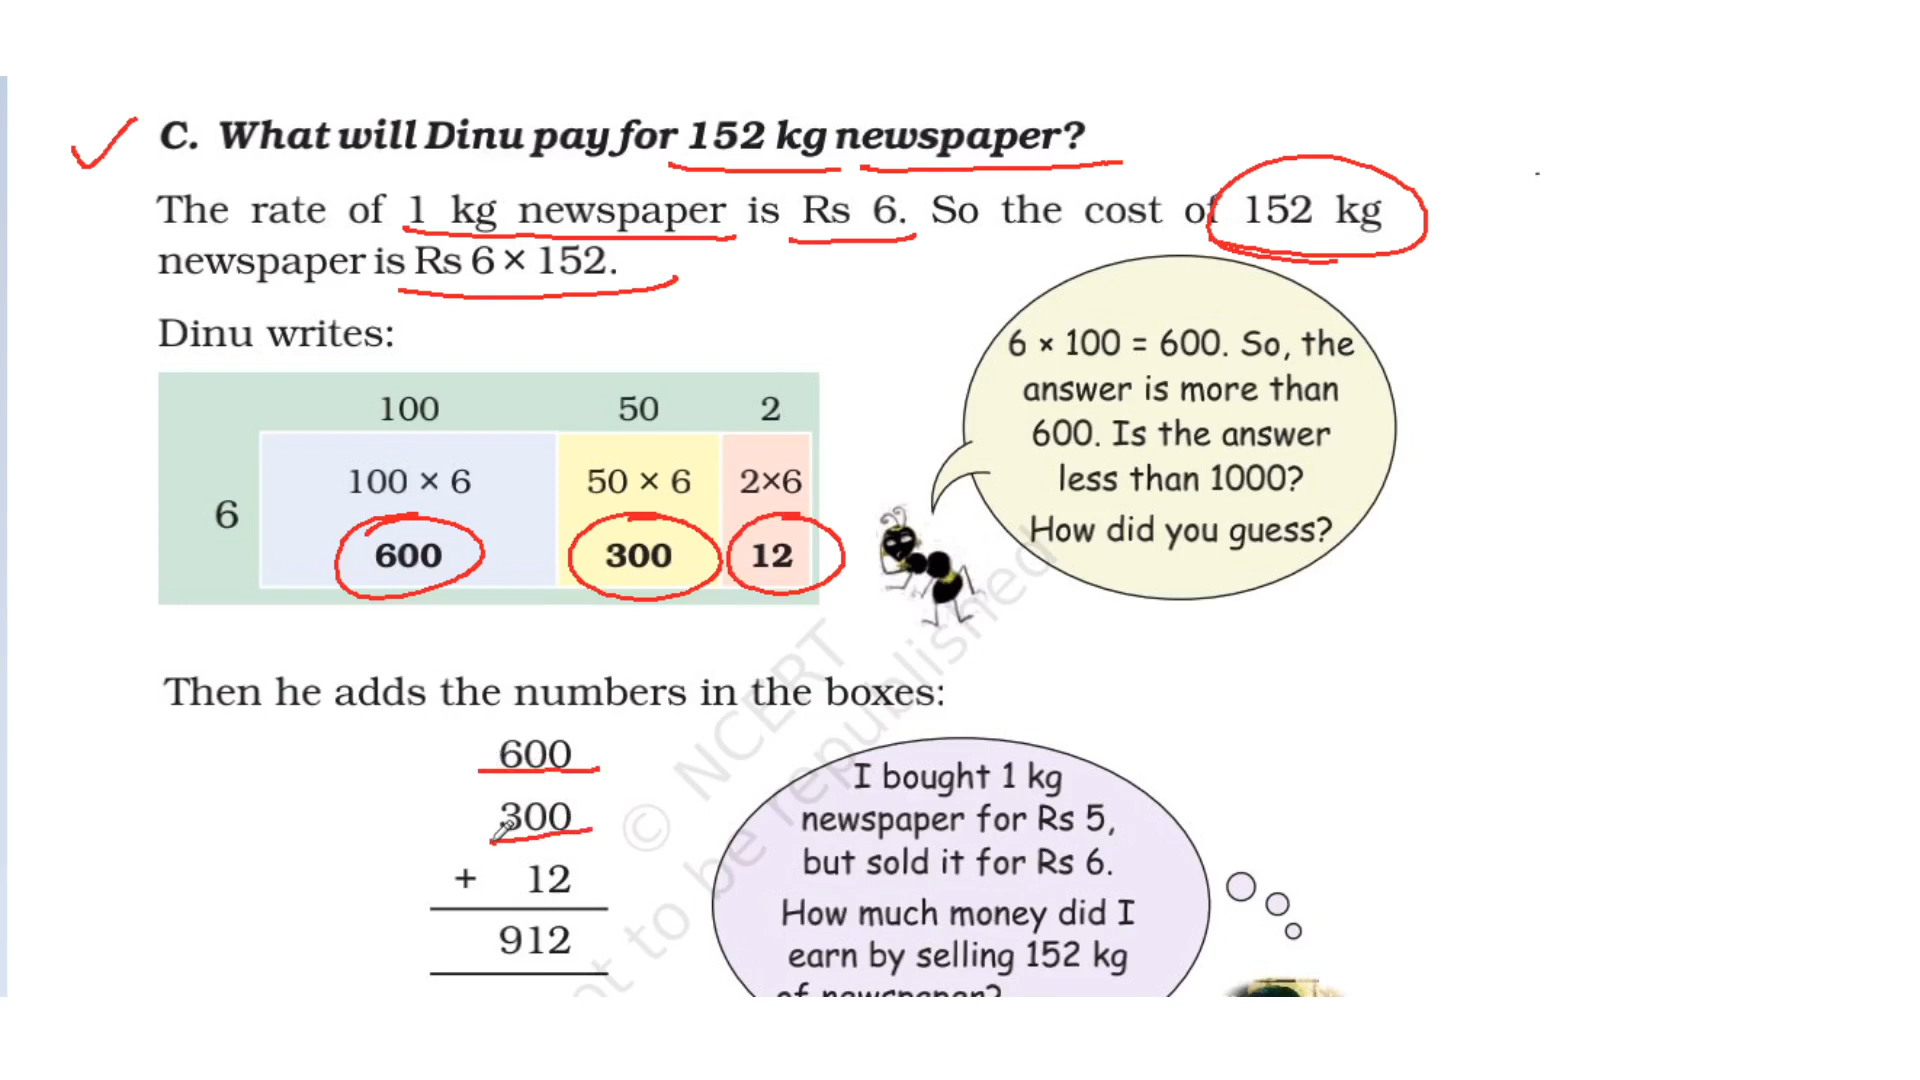 C. What will Dinu pay for 152 kg newspaper?
The rate of 1 kg newspaper is Rs 6. So the cost of 152 kg
newspaper is Rs 6 × 152.
Dinu writes:
100 50 2
100 × 6 50 × 6 2×6
6
600 300 12
6 × 100 = 600. So, the
answer is more than
600. Is the answer
less than 1000?
How did you guess?
Then he adds the numbers in the boxes:
600
300
+ 12
912
I bought 1 kg
newspaper for Rs 5,
but sold it for Rs 6.
How much money did I
earn by selling 152 kg
of newspaper?
© NCERT
to be republished